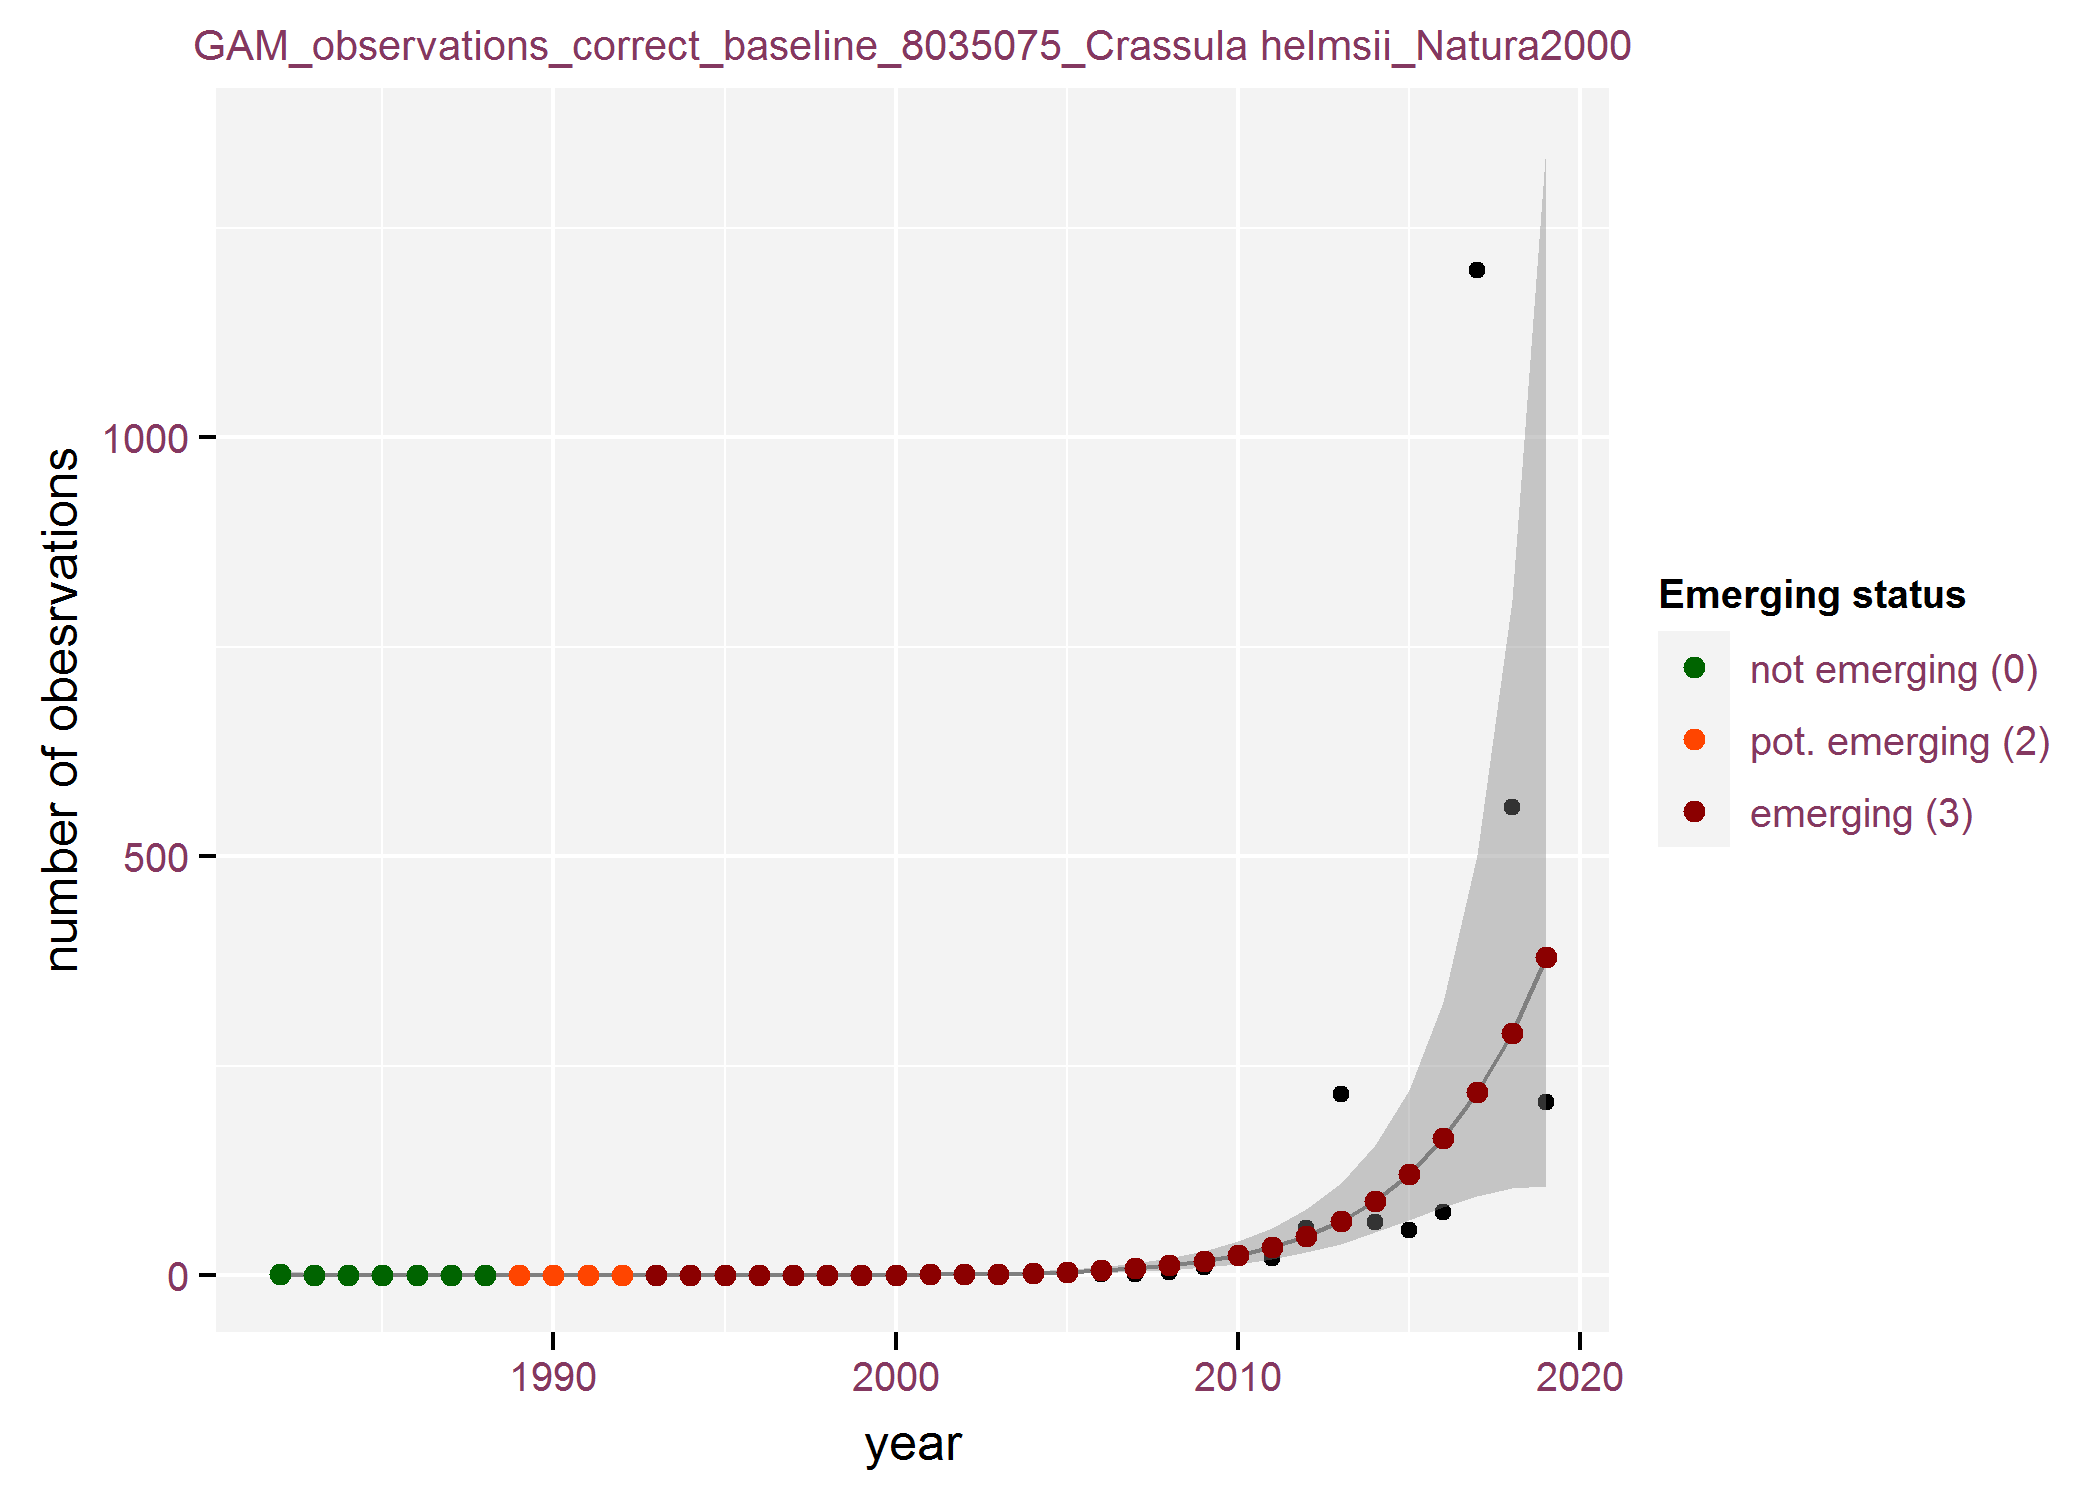 GAM_observations_correct_baseline_8035075_Crassula helmsii_Natura2000
number of obesrvations
1000
500
0
1990
2000
2010
2020
year
Emerging status
not emerging (0)
pot. emerging (2)
emerging (3)